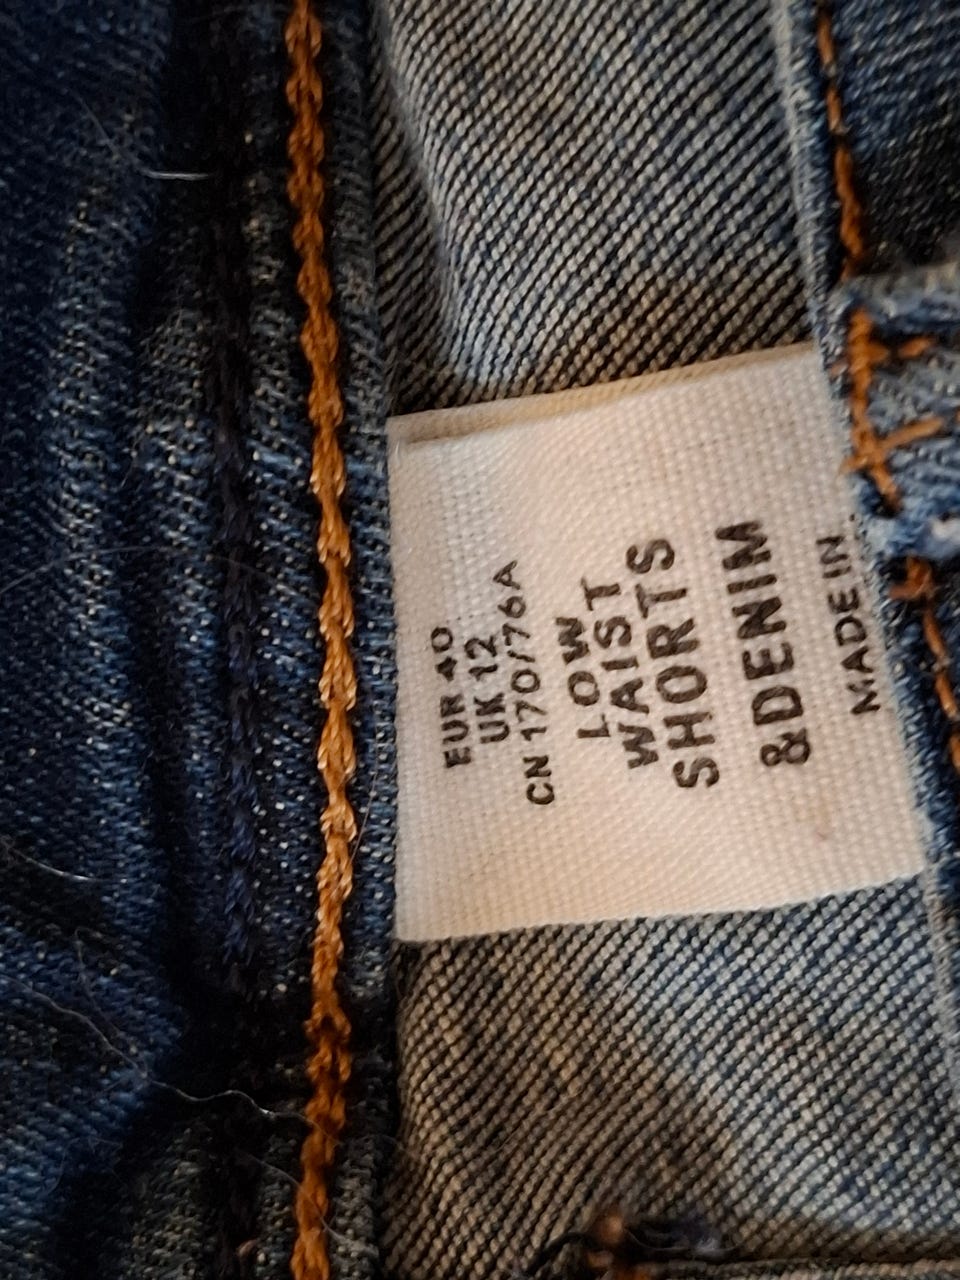 EUR 40
UK 12
CN 170/76A
LOW
WAIST
SHORTS
&DENIM
MADE IN